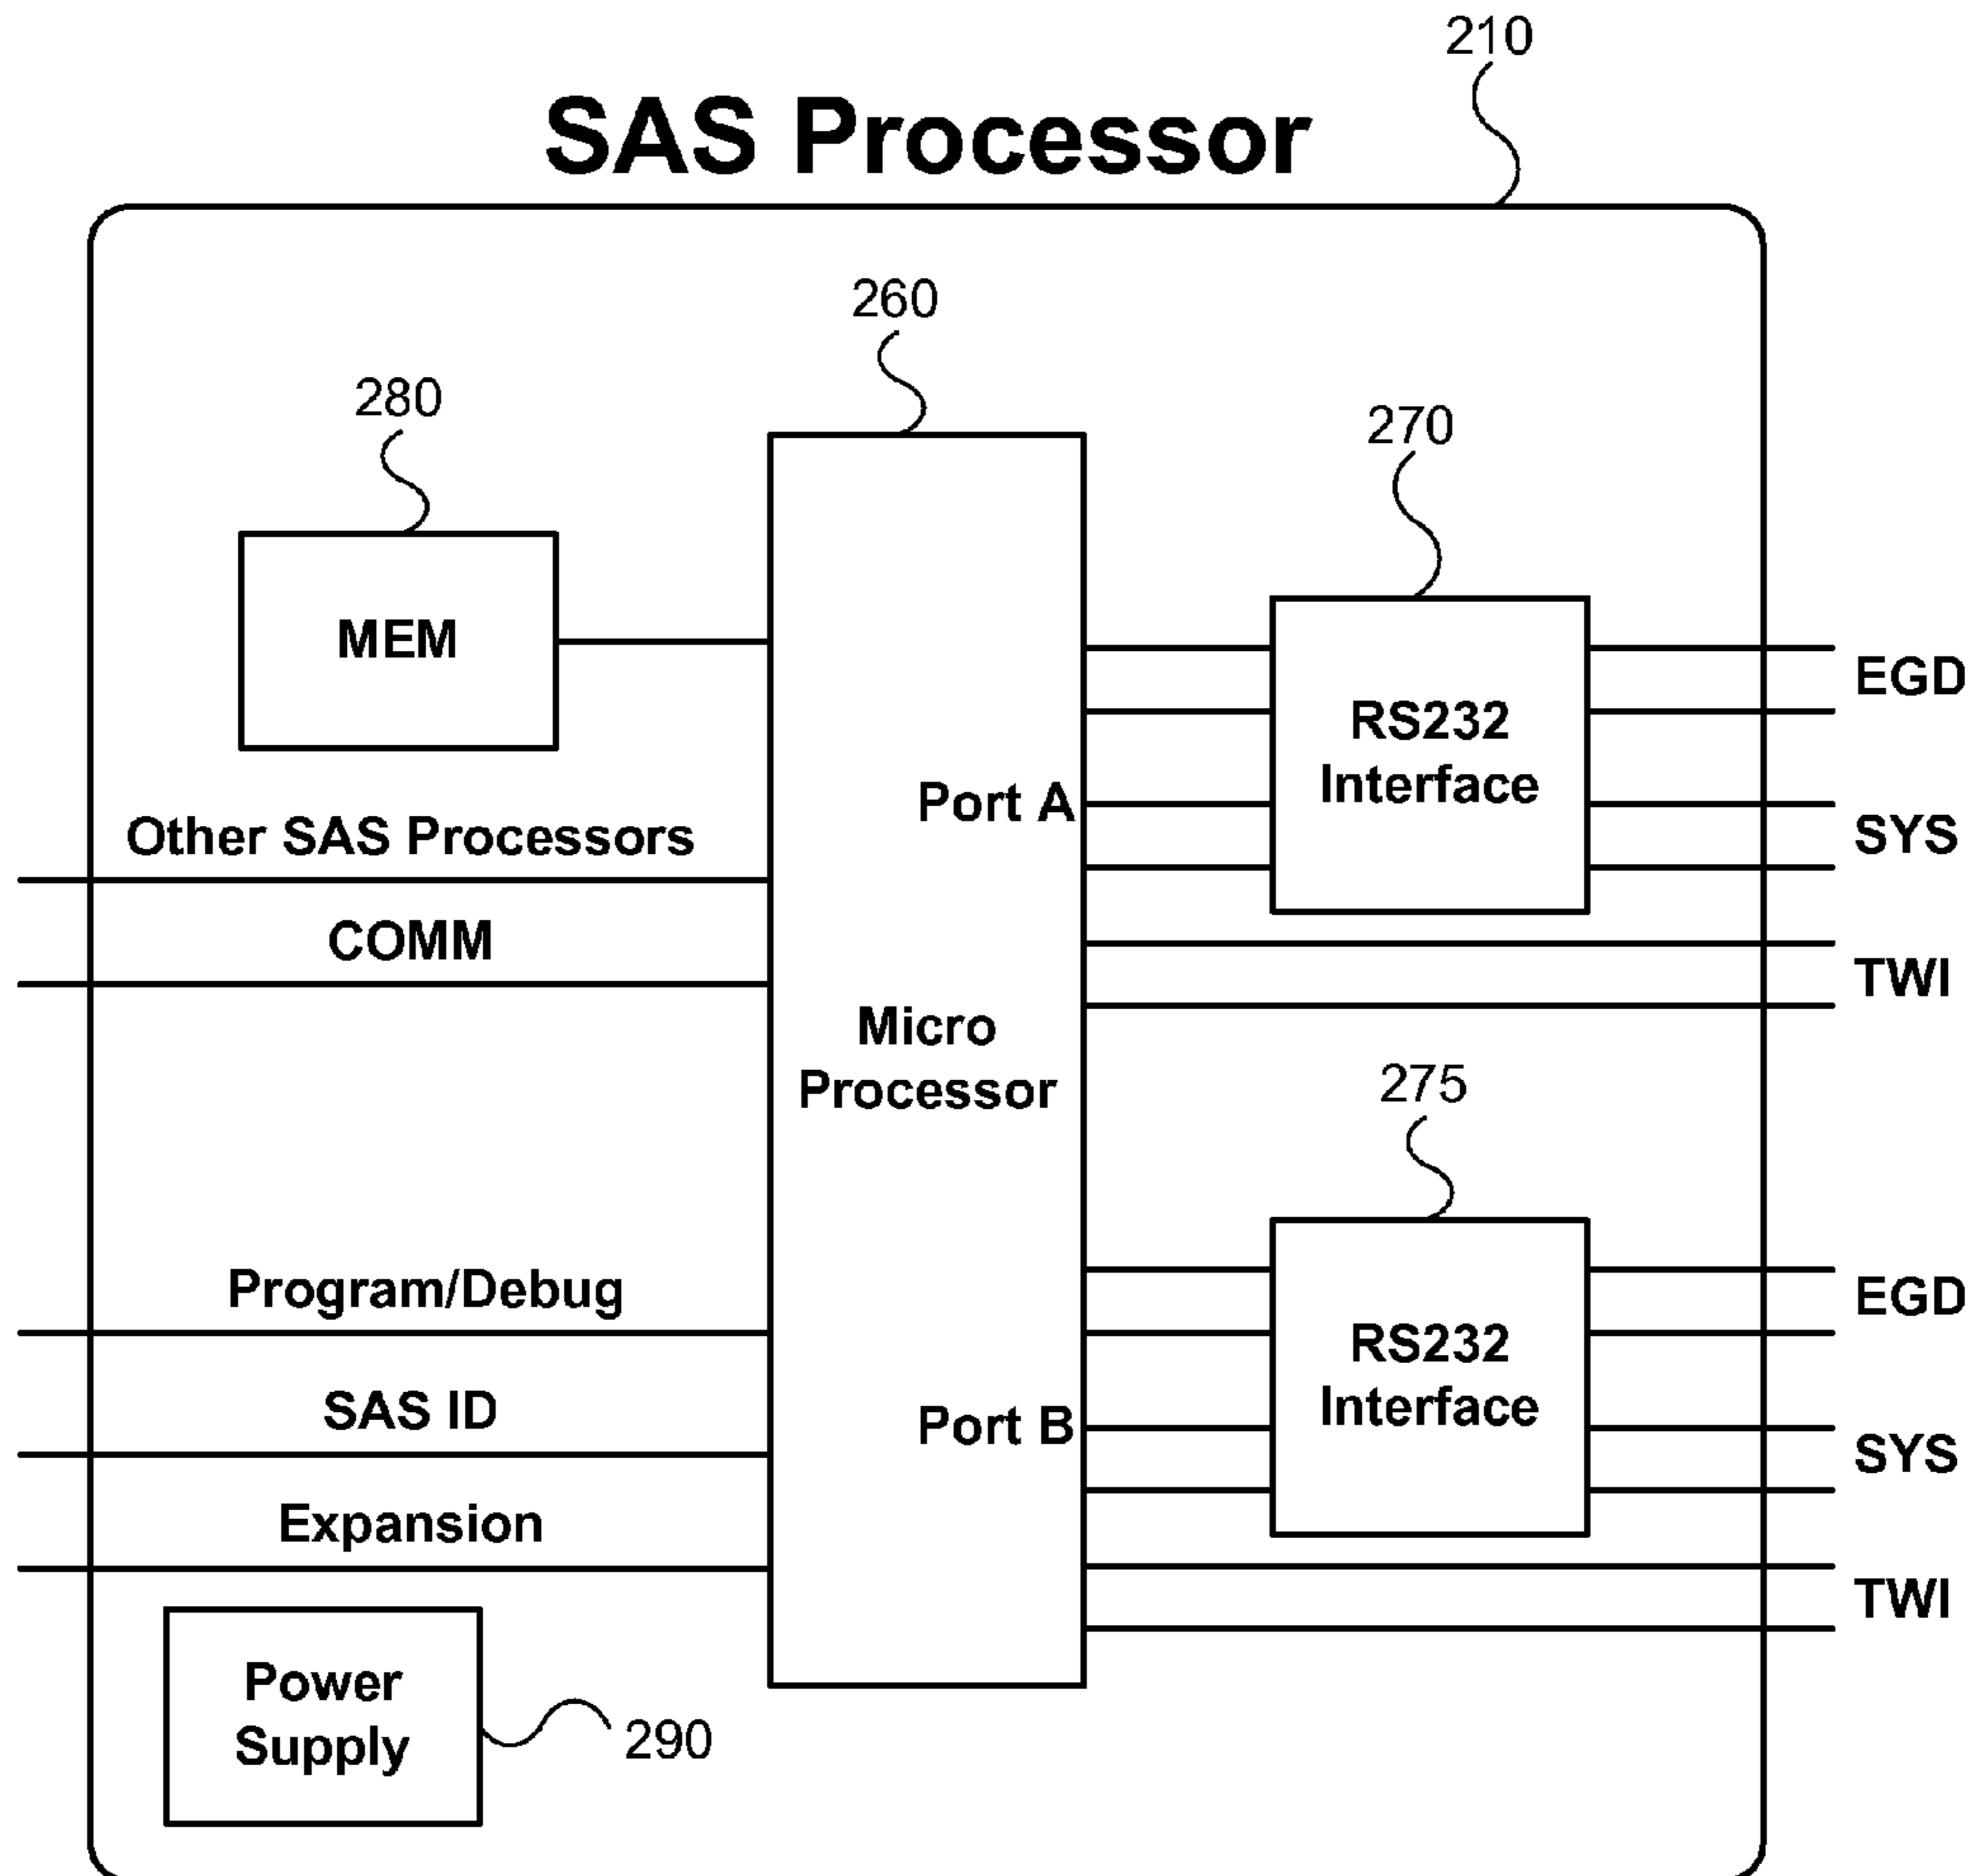 210
SAS Processor
260
280
270
MEM
RS232
Interface
EGD
Port A
Other SAS Processors
SYS
COMM
TWI
Micro
Processor
275
Program/Debug
RS232
Interface
EGD
SAS ID
Port B
SYS
Expansion
TWI
Power
Supply
290